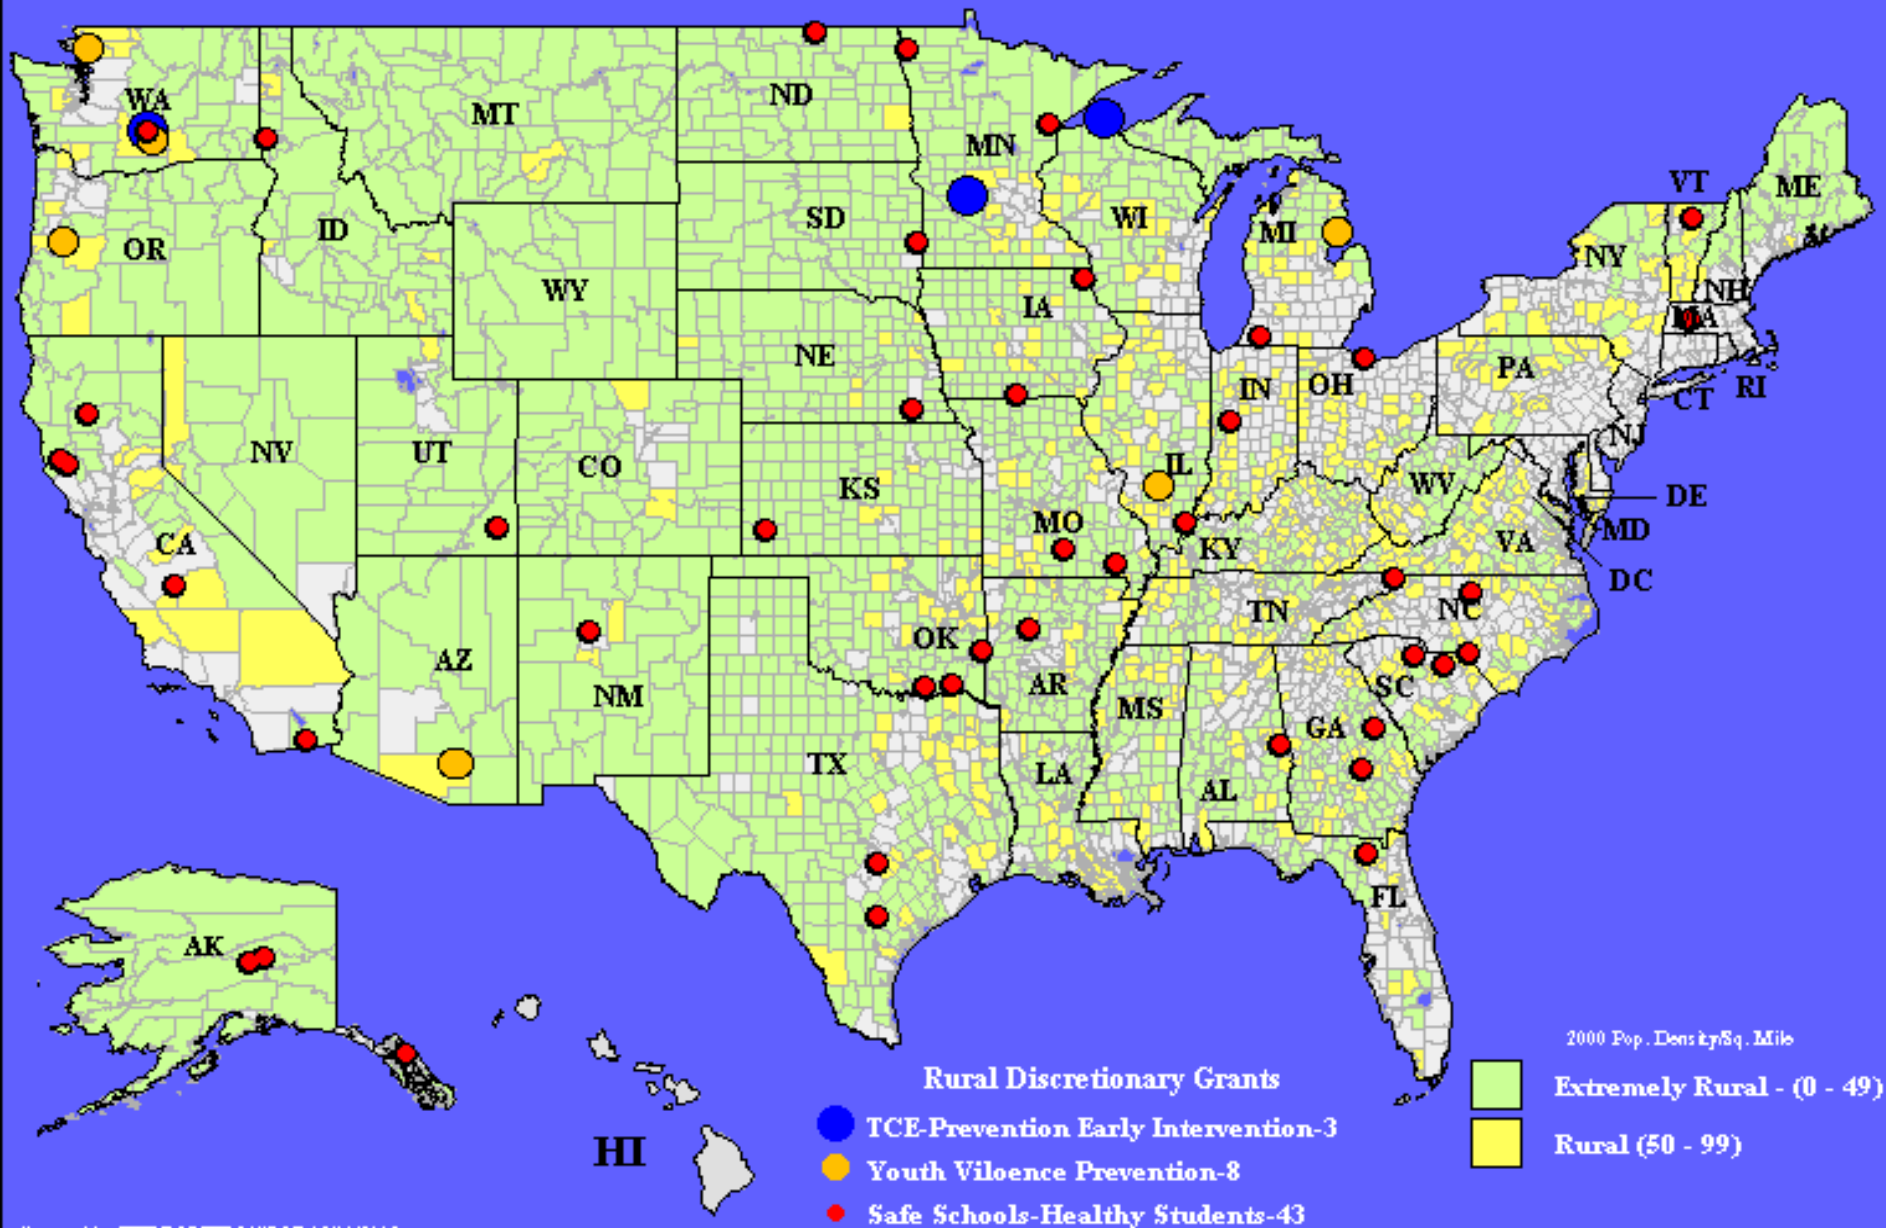 WA
MT
ND
MN
VT
ME
OR
ID
SD
WI
MI
NY
WY
IA
NH
MA
NE
IN
OH
PA
CT
RI
NV
UT
CO
KS
IL
WV
NJ
DE
MO
KY
VA
MD
CA
DC
AZ
NM
OK
AR
TN
NC
SC
MS
GA
TX
LA
AL
FL
AK
HI
2000 Pop. Density/Sq. Mile
Extremely Rural - (0 - 49)
Rural (50 - 99)
Rural Discretionary Grants
TCE-Prevention Early Intervention-3
Youth Viloence Prevention-8
Safe Schools-Healthy Students-43